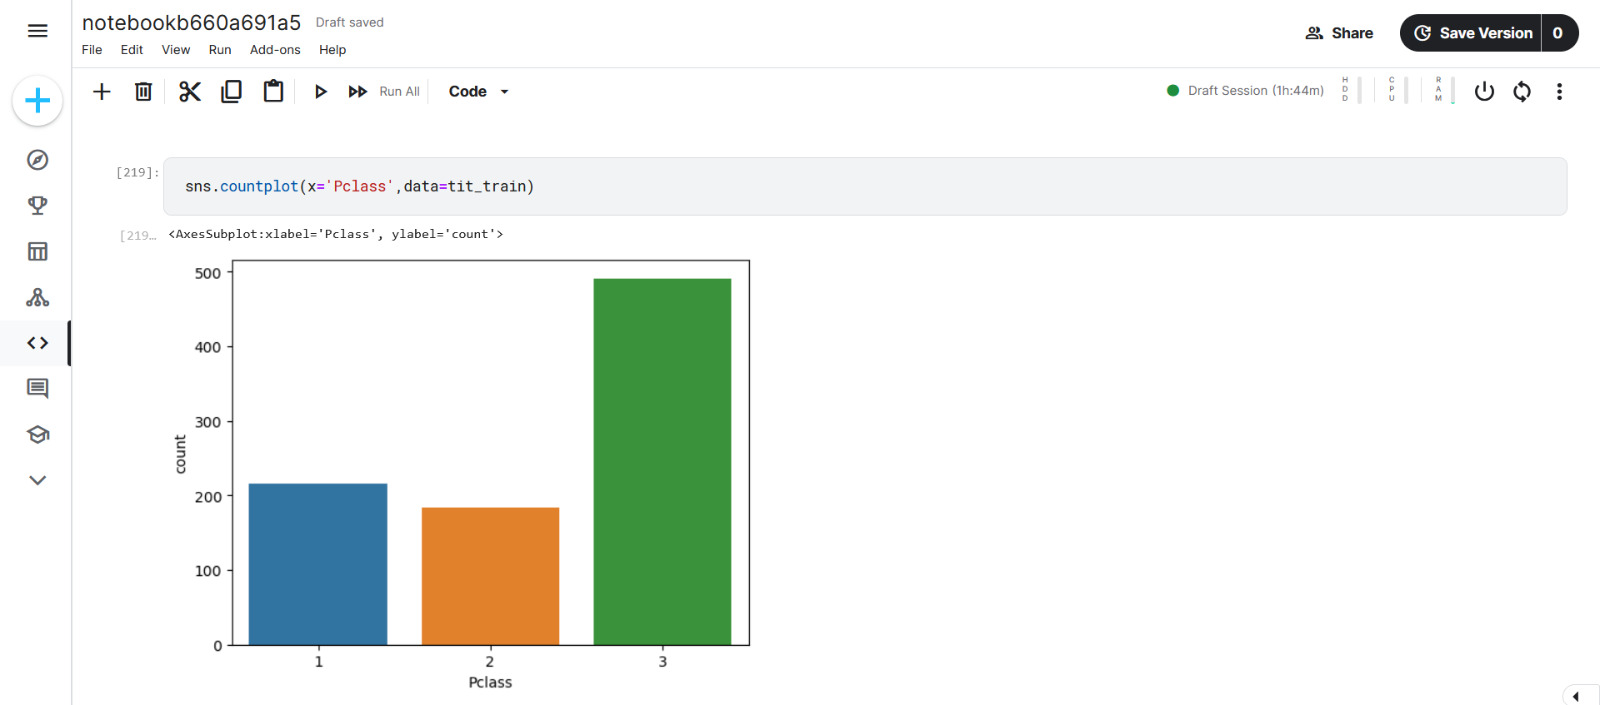 notebookb660a691a5 Draft saved
File Edit View Run Add-ons Help
Share
Save Version 0
Run All
Code
Draft Session (1h:44m)
HDD
CPU
RAM
[219]:
sns.countplot(x='Pclass',data=tit_train)
[219…
<AxesSubplot:xlabel='Pclass', ylabel='count'>
500
400
300
200
100
0
count
1 2 3
Pclass